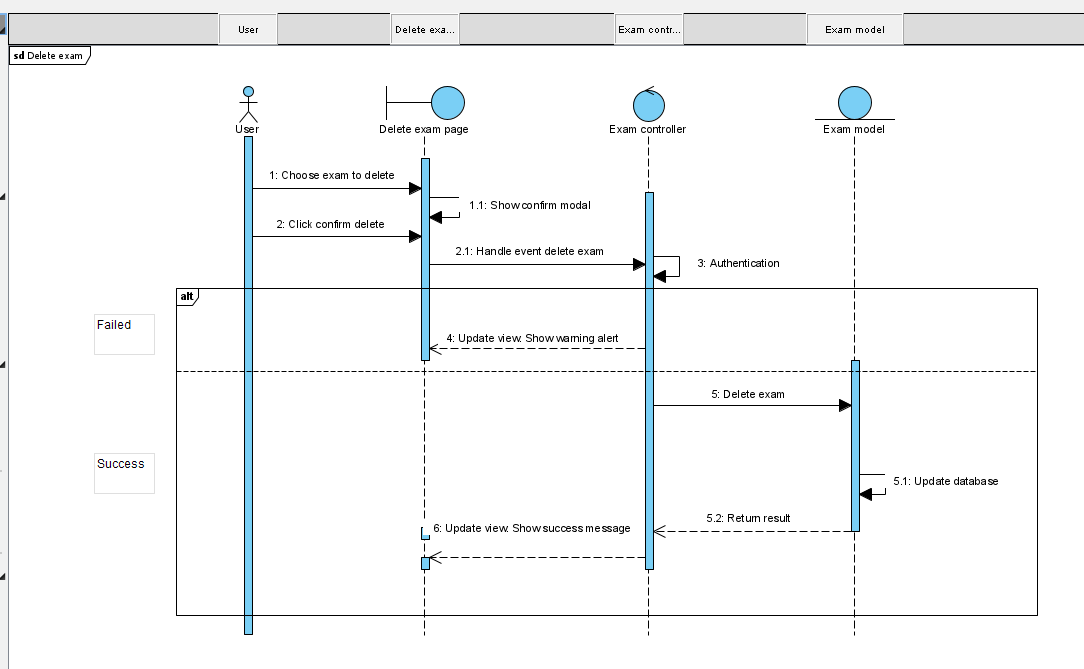 User
Delete exa...
Exam contr...
Exam model
sd Delete exam
User
Delete exam page
Exam controller
Exam model
1: Choose exam to delete
1.1: Show confirm modal
2: Click confirm delete
2.1: Handle event delete exam
3: Authentication
alt
Failed
4: Update view. Show warning alert
5: Delete exam
Success
5.1: Update database
5.2: Return result
6: Update view. Show success message